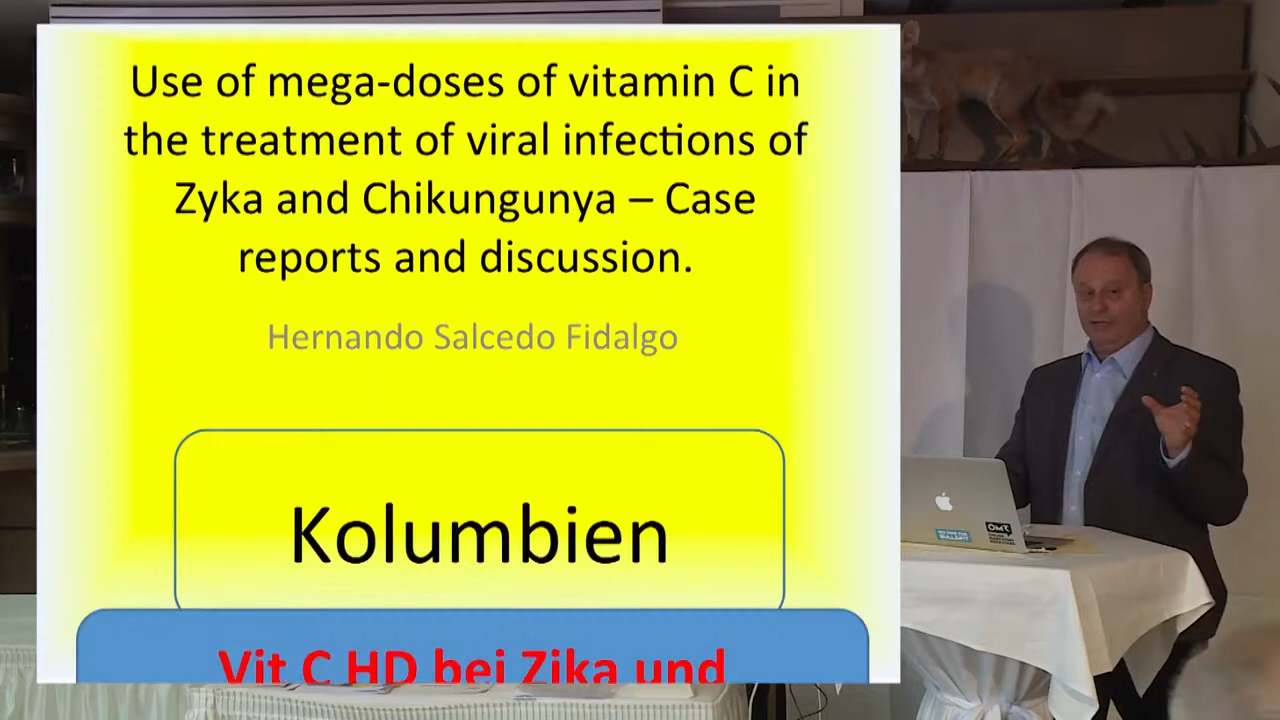 Use of mega-doses of vitamin C in
the treatment of viral infections of
Zyka and Chikungunya – Case
reports and discussion.
Hernando Salcedo Fidalgo
Kolumbien
Vit C HD bei Zika und
OMR